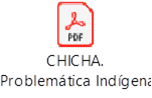 PDF
CHICHA.
Problemática Indígena